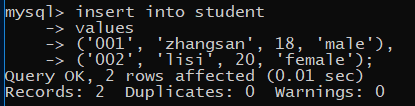 mysql> insert into student
    -> values
    -> ('001', 'zhangsan', 18, 'male'),
    -> ('002', 'lisi', 20, 'female');
Query OK, 2 rows affected (0.01 sec)
Records: 2  Duplicates: 0  Warnings: 0